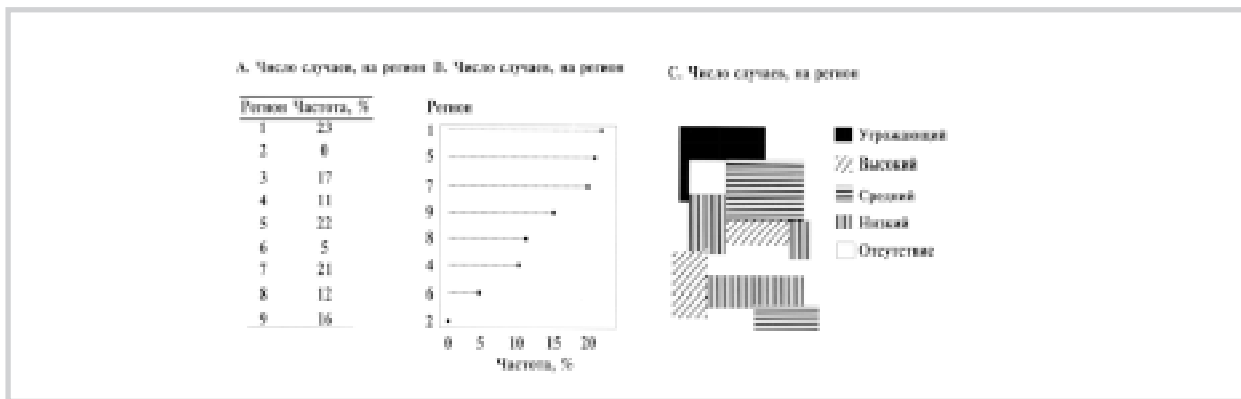 А. Число случаев, на регион
Регион Частота, %
1 23
2 0
3 17
4 11
5 22
6 5
7 21
8 12
9 16
В. Число случаев, на регион
Регион
1
5
7
9
8
4
6
2
0 5 10 15 20
Частота, %
С. Число случаев, на регион
Угрожающий
Высокий
Средний
Низкий
Отсутствие